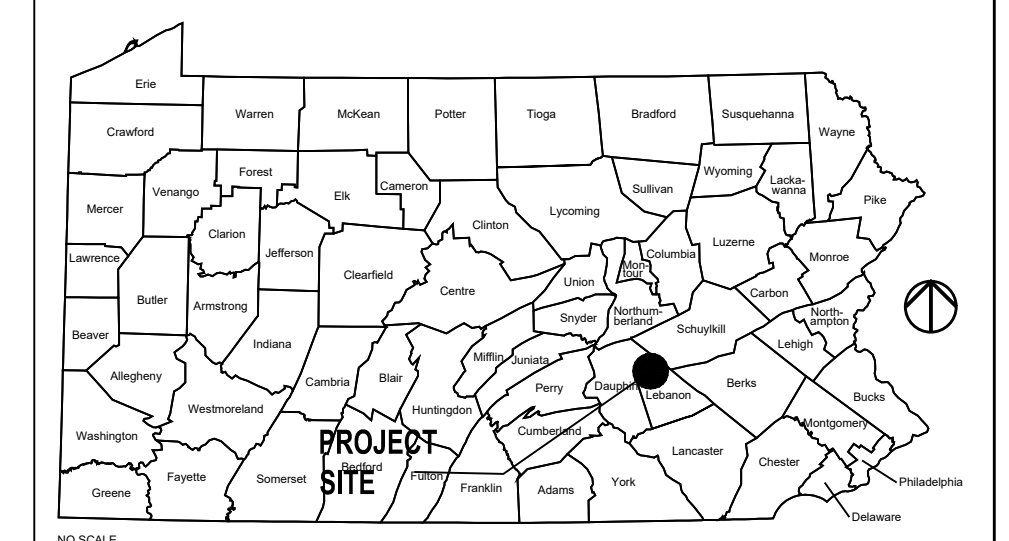 Erie
Warren
McKean
Potter
Tioga
Bradford
Susquehanna
Wayne
Crawford
Forest
Cameron
Elk
Venango
Sullivan
Wyoming
Lacka-
wanna
Pike
Mercer
Lycoming
Clinton
Clarion
Jefferson
Columbia
Luzerne
Monroe
Lawrence
Clearfield
Centre
Union
Mon-
tour
Carbon
Butler
Armstrong
Snyder
Northum-
berland
Schuylkill
North-
ampton
Beaver
Indiana
Lehigh
Allegheny
Cambria
Blair
Mifflin
Juniata
Perry
Dauphin
Lebanon
Berks
Bucks
Westmoreland
Huntingdon
Cumberland
Montgomery
Washington
PROJECT
SITE
Bedford
Fulton
Franklin
Adams
York
Lancaster
Chester
Philadelphia
Greene
Fayette
Somerset
Delaware
NO SCALE